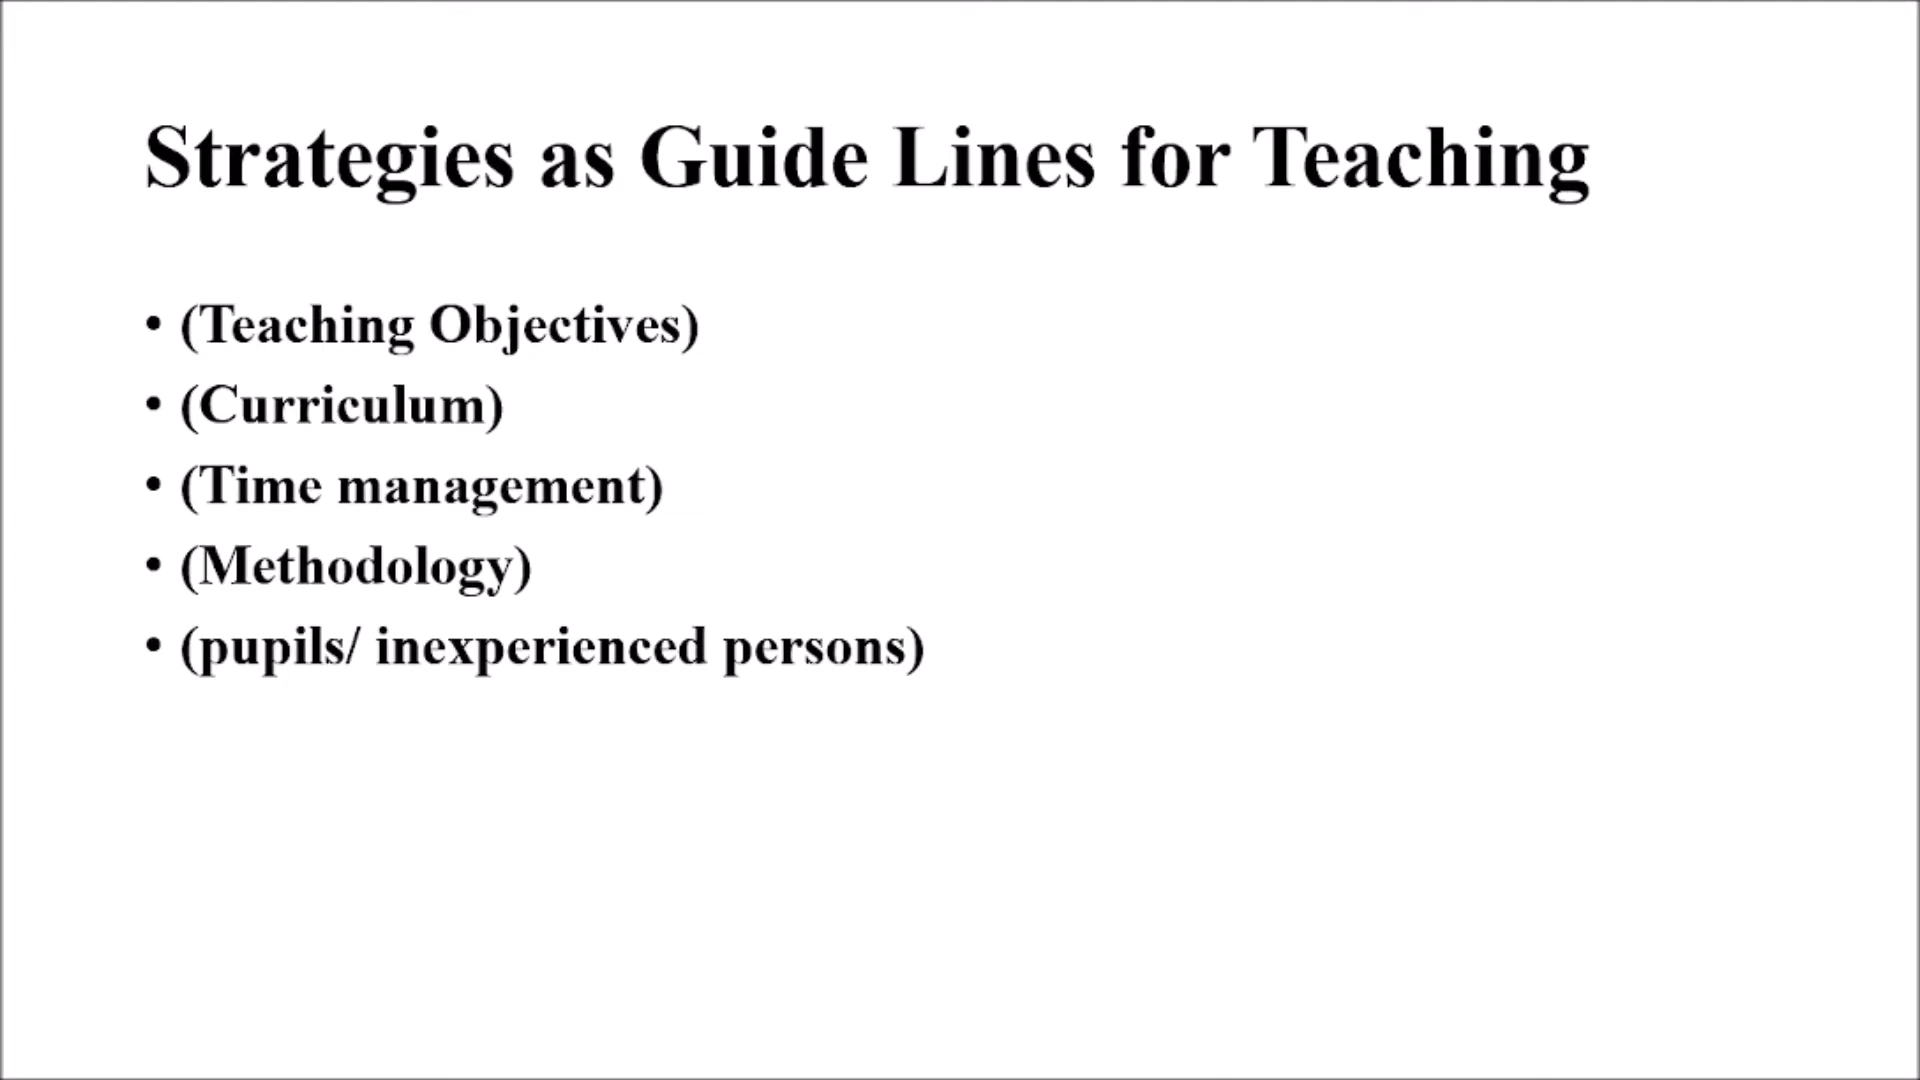 Strategies as Guide Lines for Teaching
• (Teaching Objectives)
• (Curriculum)
• (Time management)
• (Methodology)
• (pupils/ inexperienced persons)